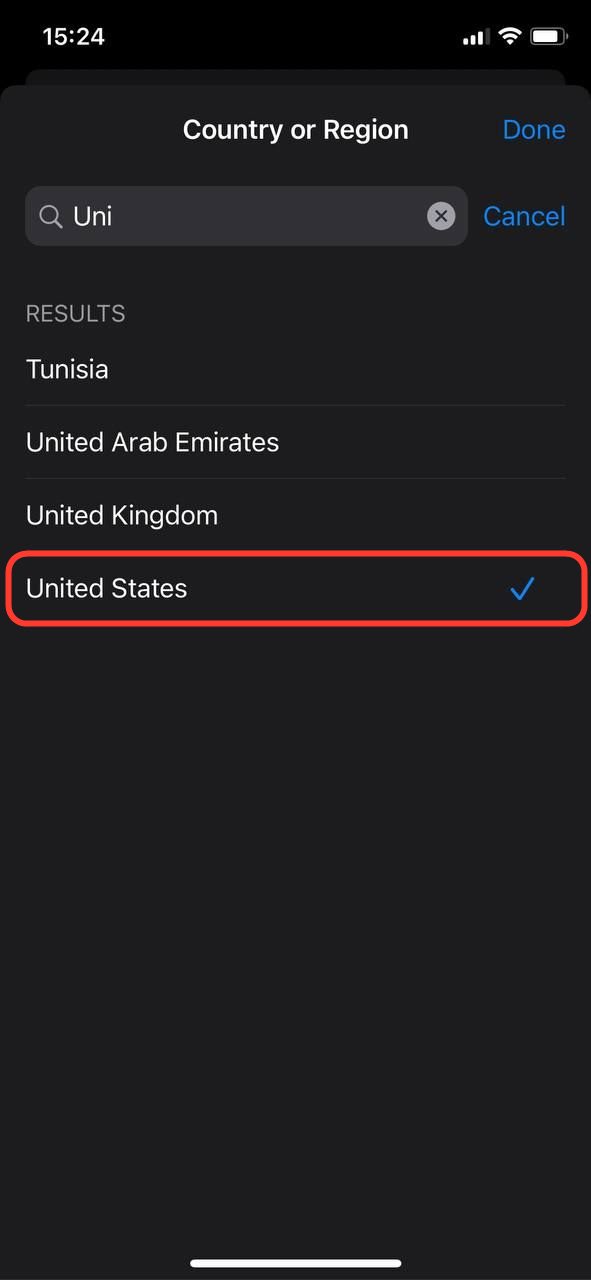 15:24
Country or Region
Done
Uni
Cancel
RESULTS
Tunisia
United Arab Emirates
United Kingdom
United States